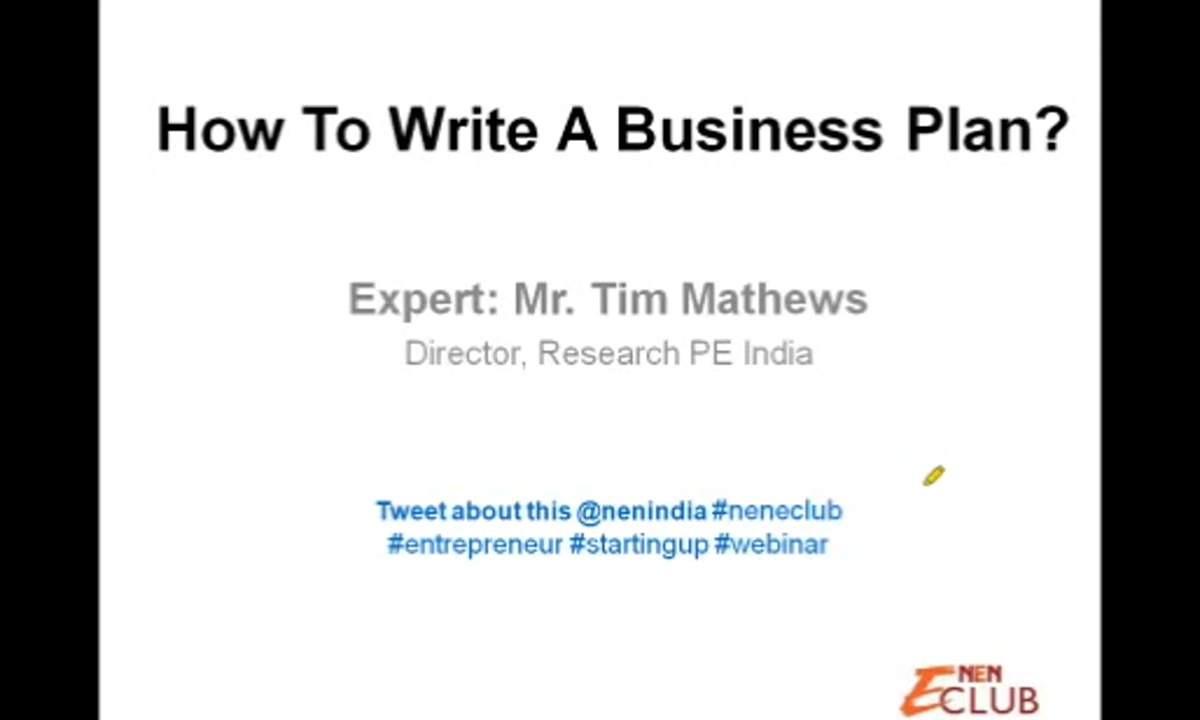 How To Write A Business Plan?
Expert: Mr. Tim Mathews
Director, Research PE India
Tweet about this @nenindia #neneclub
#entrepreneur #startingup #webinar
NEN
ECLUB